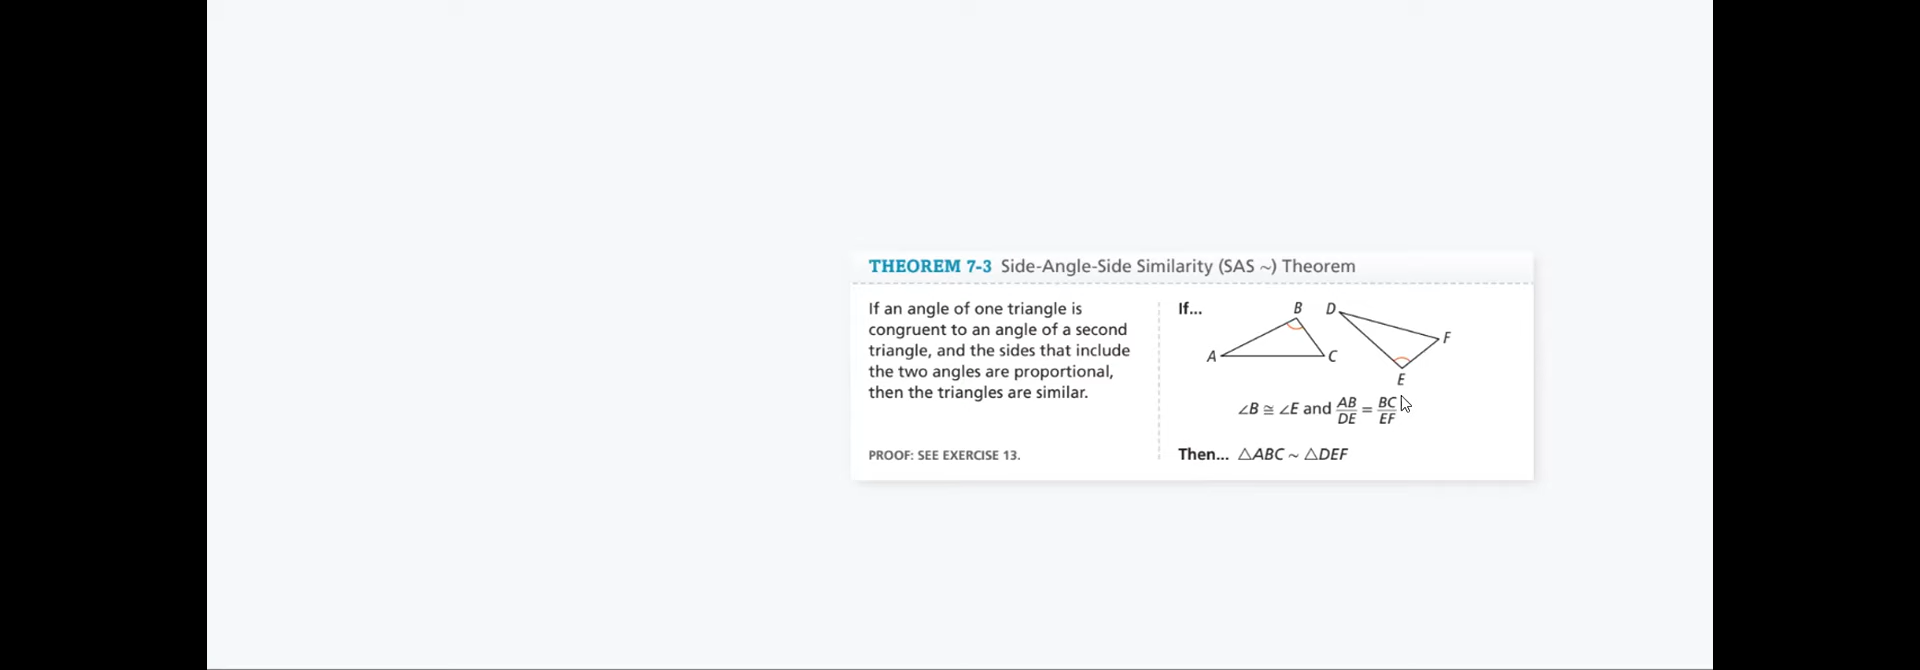 THEOREM 7-3 Side-Angle-Side Similarity (SAS ~) Theorem
If an angle of one triangle is
congruent to an angle of a second
triangle, and the sides that include
the two angles are proportional,
then the triangles are similar.
PROOF: SEE EXERCISE 13.
If...
B D
F
A C
E
∠B ≅ ∠E and AB/DE = BC/EF
Then... △ABC ~ △DEF